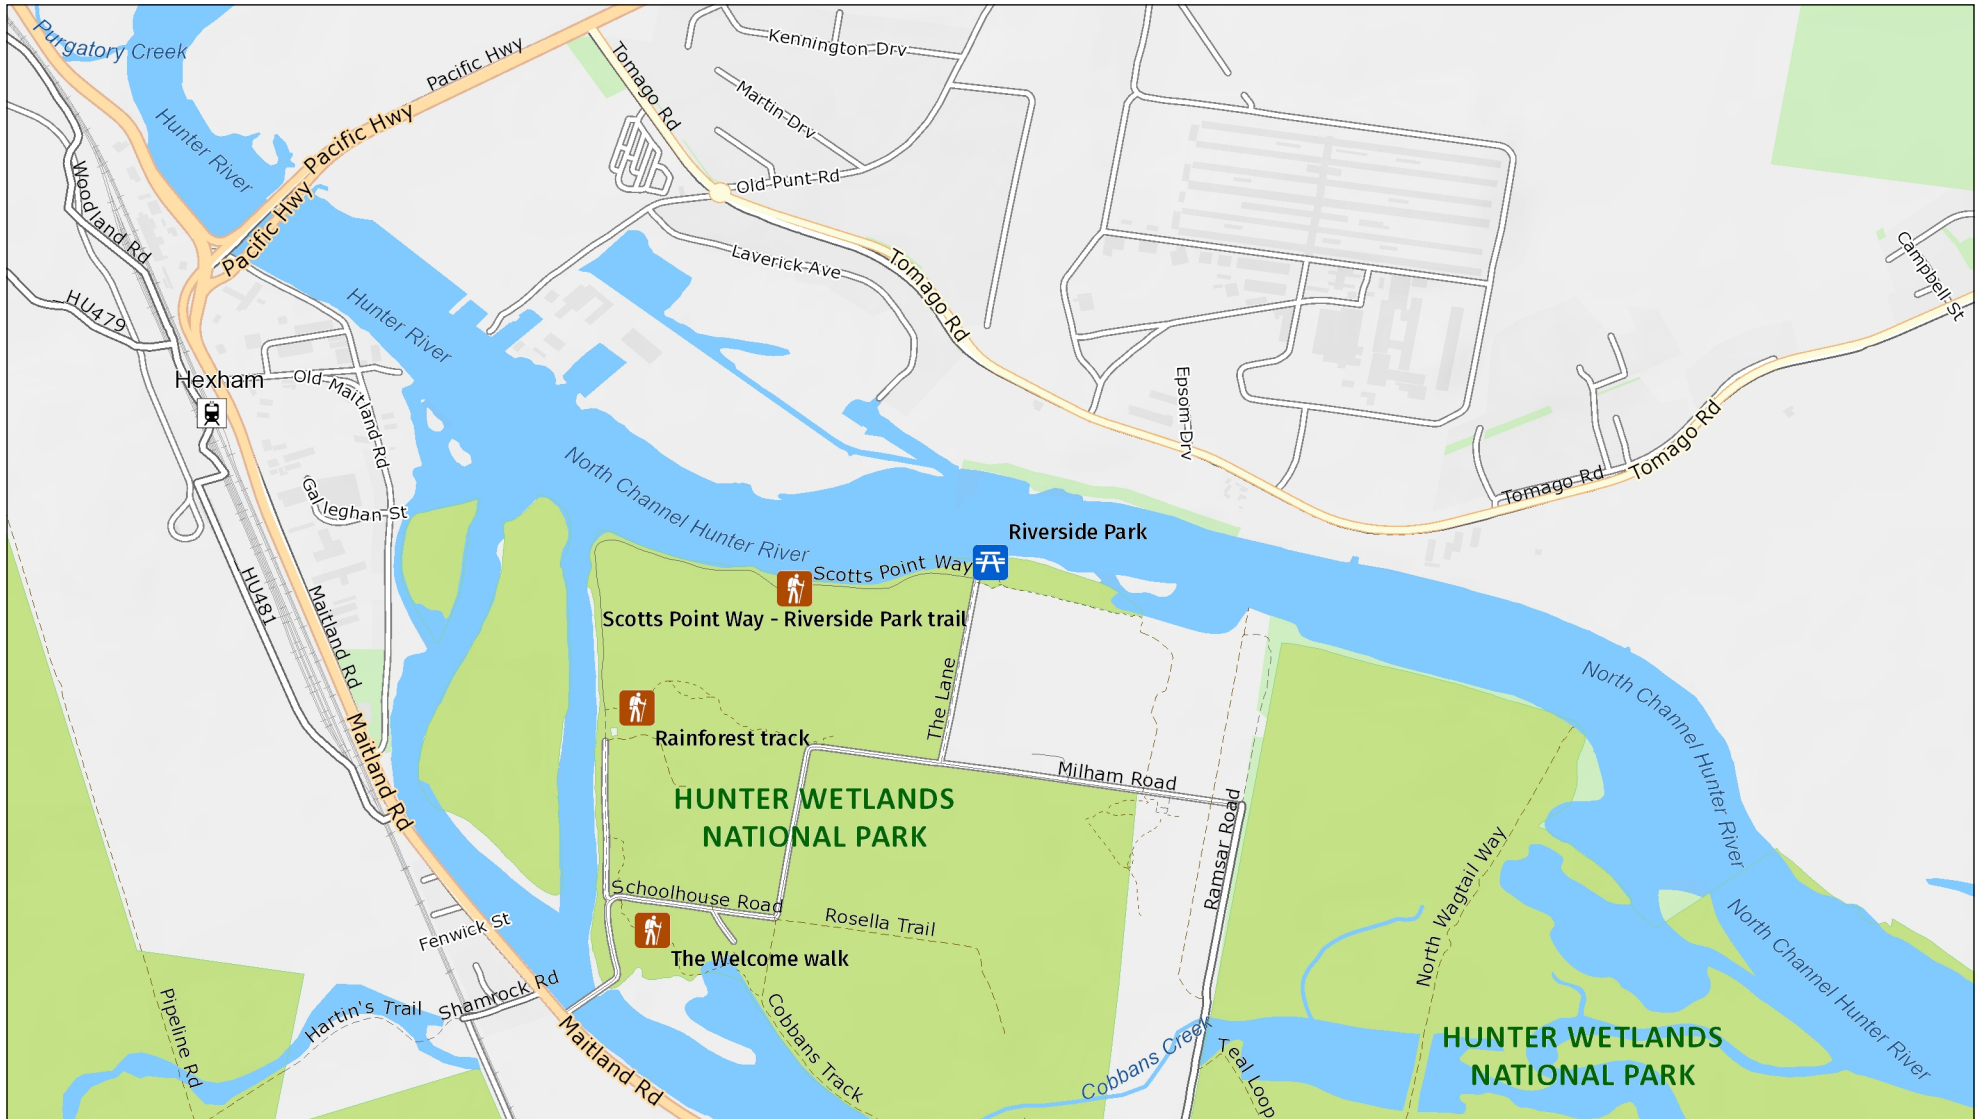 Purgatory Creek
Pacific Hwy
Kennington Drv
Tomago Rd
Martin Drv
Hunter River
Pacific Hwy
Woodland Rd
Old Punt Rd
Pacific Hwy
Laverick Ave
Tomago Rd
Campbell St
HU479
Hunter River
Hexham
Old Maitland Rd
Epsom Drv
Tomago Rd
Tomago Rd
North Channel Hunter River
Galleghan St
Riverside Park
Scotts Point Way
HU481
Maitland Rd
Scotts Point Way - Riverside Park trail
The Lane
North Channel Hunter River
Rainforest track
Maitland Rd
Milham Road
HUNTER WETLANDS
NATIONAL PARK
Ramsar Road
North Wagtail Way
Schoolhouse Road
Rosella Trail
Fenwick St
The Welcome walk
North Channel Hunter River
Pipeline Rd
Hartin's Trail
Shamrock Rd
Cobbans Track
Maitland Rd
Cobbans Creek
Teal Loop
HUNTER WETLANDS
NATIONAL PARK